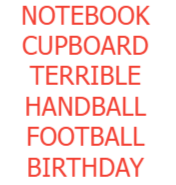 NOTEBOOK
CUPBOARD
TERRIBLE
HANDBALL
FOOTBALL
BIRTHDAY